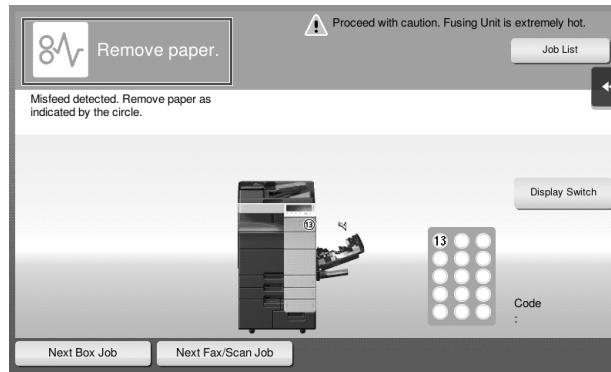 Proceed with caution. Fusing Unit is extremely hot.
Remove paper.
Job List
Misfeed detected. Remove paper as
indicated by the circle.
Display Switch
13
13
Code
:
Next Box Job
Next Fax/Scan Job